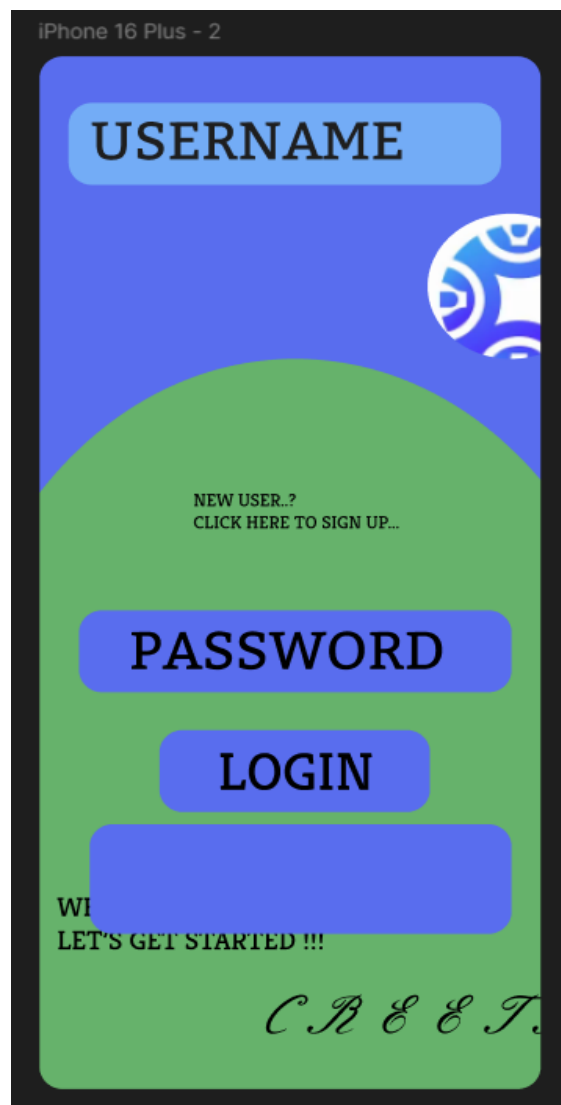 iPhone 16 Plus - 2
USERNAME
NEW USER..?
CLICK HERE TO SIGN UP...
PASSWORD
LOGIN
LET'S GET STARTED !!!
C R E E T